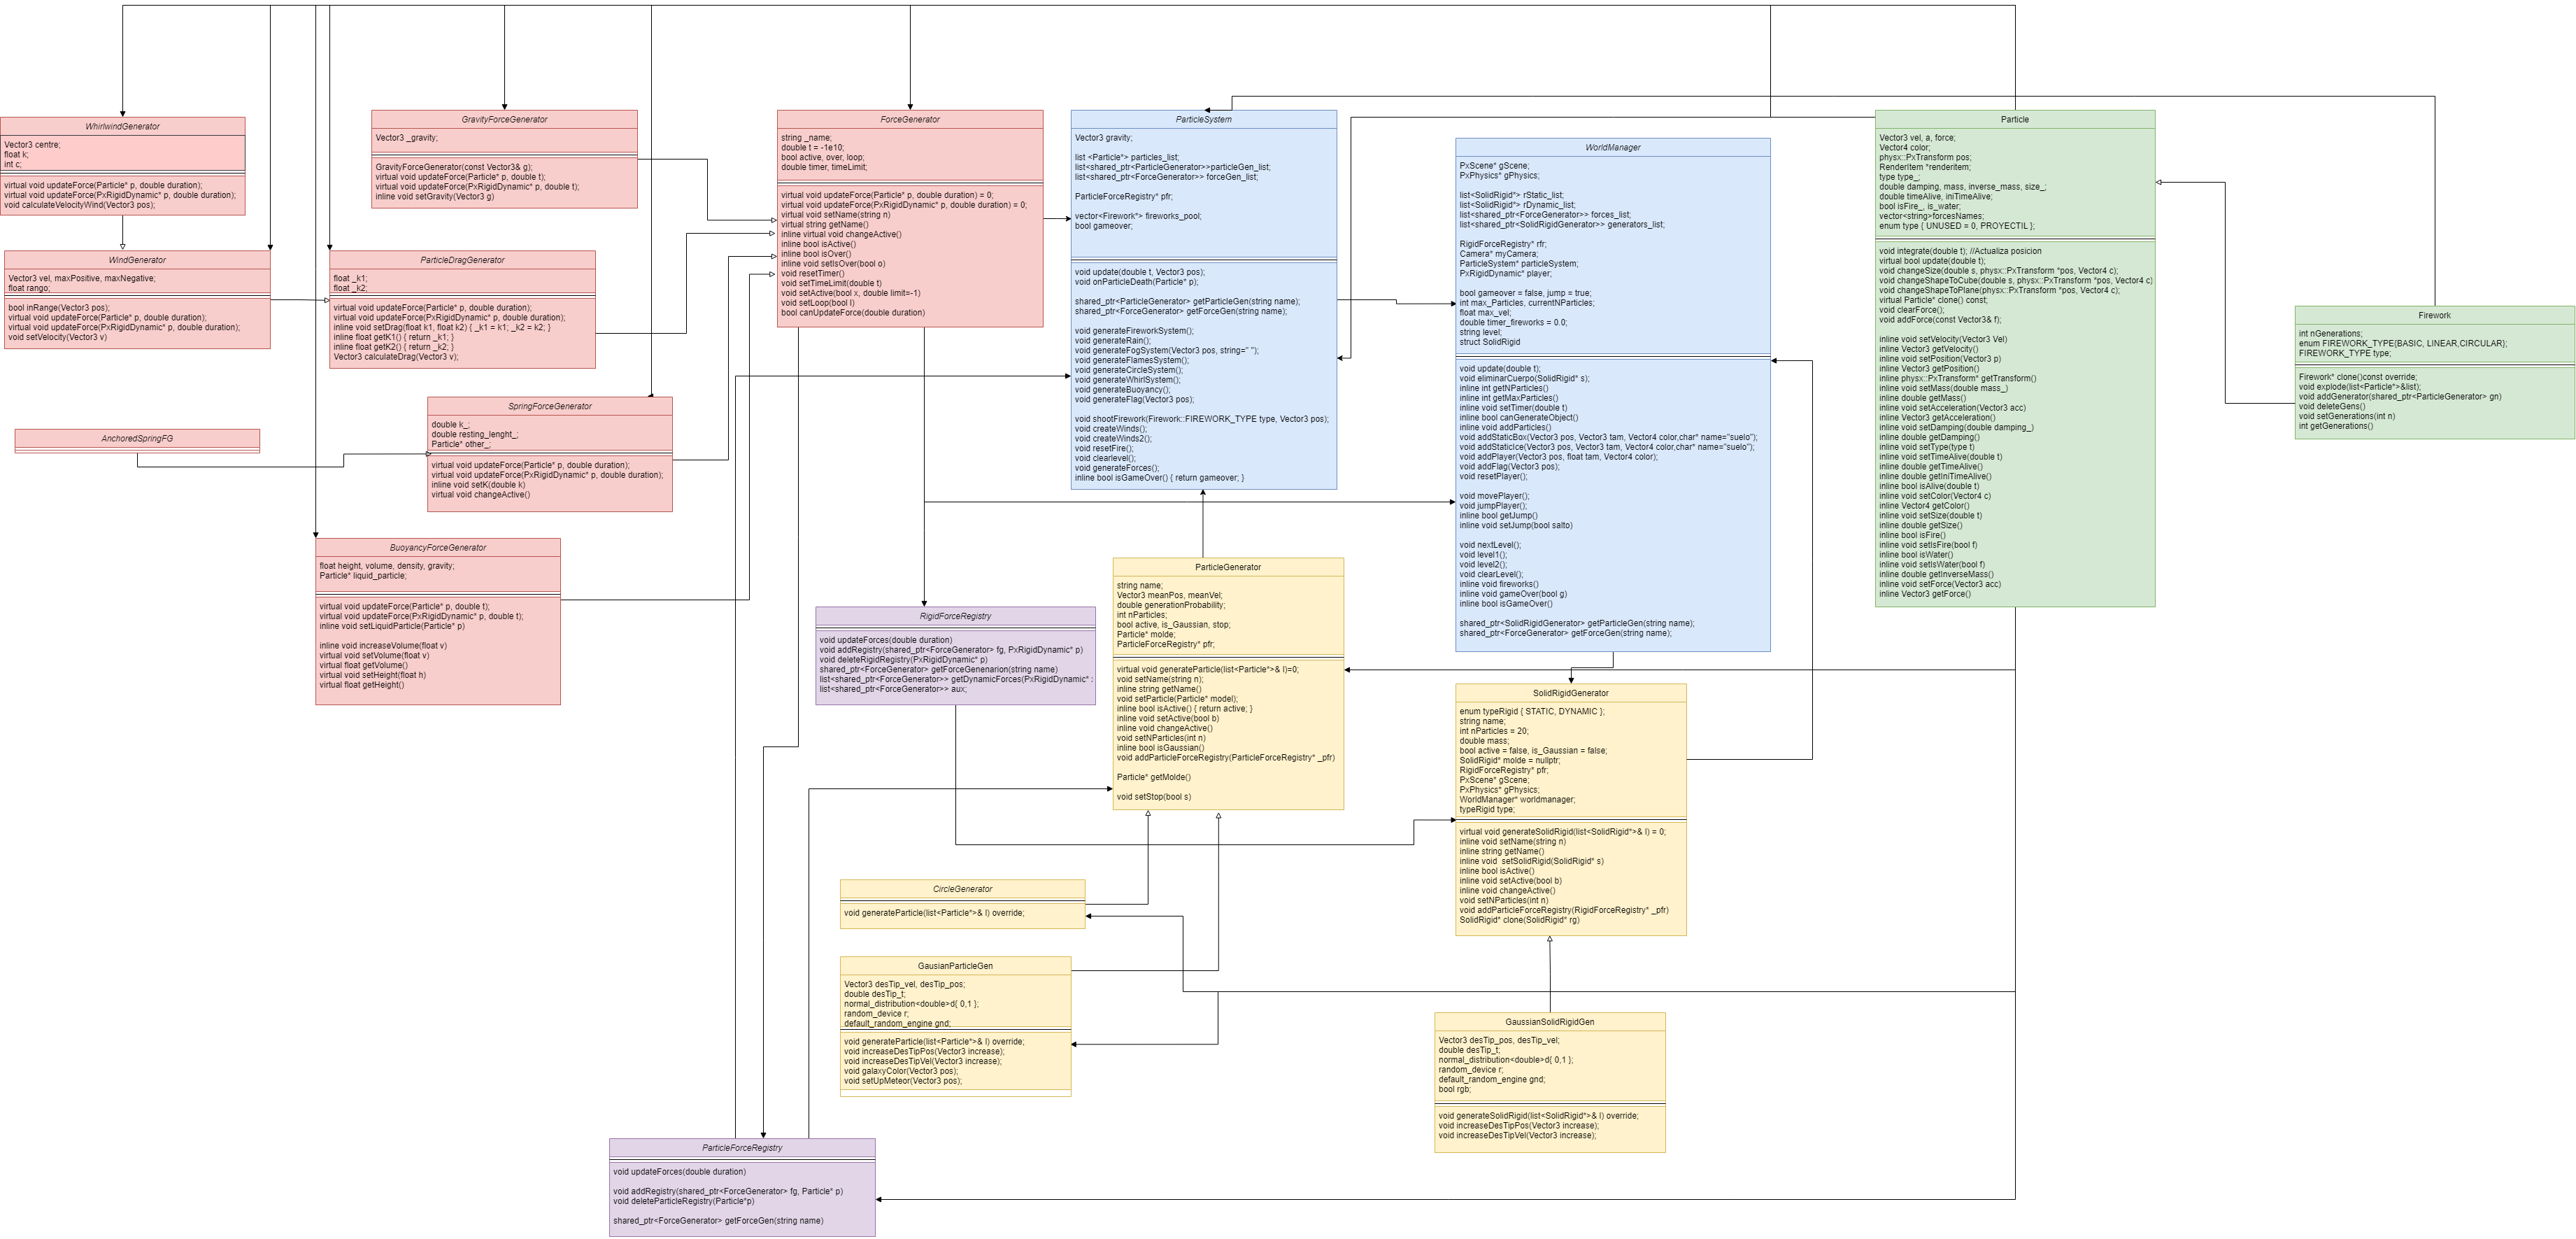 WhirlwindGenerator
Vector3 centre;
float k;
int c;
virtual void updateForce(Particle* p, double duration);
virtual void updateForce(PxRigidDynamic* p, double duration);
void calculateVelocityWind(Vector3 pos);
WindGenerator
Vector3 vel, maxPositive, maxNegative;
float rango;
bool inRange(Vector3 pos);
virtual void updateForce(Particle* p, double duration);
virtual void updateForce(PxRigidDynamic* p, double duration);
void setVelocity(Vector3 v)
AnchoredSpringFG
GravityForceGenerator
Vector3 _gravity;
GravityForceGenerator(const Vector3& g);
virtual void updateForce(Particle* p, double t);
virtual void updateForce(PxRigidDynamic* p, double t);
inline void setGravity(Vector3 g)
ParticleDragGenerator
float _k1;
float _k2;
virtual void updateForce(Particle* p, double duration);
virtual void updateForce(PxRigidDynamic* p, double duration);
inline void setDrag(float k1, float k2) { _k1 = k1; _k2 = k2; }
inline float getK1() { return _k1; }
inline float getK2() { return _k2; }
Vector3 calculateDrag(Vector3 v);
SpringForceGenerator
double k_;
double resting_lenght_;
Particle* other_;
virtual void updateForce(Particle* p, double duration);
virtual void updateForce(PxRigidDynamic* p, double duration);
inline void setK(double k)
virtual void changeActive()
BuoyancyForceGenerator
float height, volume, density, gravity;
Particle* liquid_particle;
virtual void updateForce(Particle* p, double t);
virtual void updateForce(PxRigidDynamic* p, double t);
inline void setLiquidParticle(Particle* p)
inline void increaseVolume(float v)
virtual void setVolume(float v)
virtual float getVolume()
virtual void setHeight(float h)
virtual float getHeight()
ForceGenerator
string _name;
double t = -1e10;
bool active, over, loop;
double timer, timeLimit;
virtual void updateForce(Particle* p, double duration) = 0;
virtual void updateForce(PxRigidDynamic* p, double duration) = 0;
virtual void setName(string n)
virtual string getName()
inline virtual void changeActive()
inline bool isActive()
inline bool isOver()
inline void setIsOver(bool o)
void resetTimer()
void setTimeLimit(double t)
void setActive(bool x, double limit=-1)
void setLoop(bool l)
bool canUpdateForce(double duration)
RigidForceRegistry
void updateForces(double duration)
void addRegistry(shared_ptr<ForceGenerator> fg, PxRigidDynamic* p)
void deleteRigidRegistry(PxRigidDynamic* p)
shared_ptr<ForceGenerator> getForceGenenarion(string name)
list<shared_ptr<ForceGenerator>> getDynamicForces(PxRigidDynamic*
list<shared_ptr<ForceGenerator>> aux;
CircleGenerator
void generateParticle(list<Particle*>& l) override;
GausianParticleGen
Vector3 desTip_vel, desTip_pos;
double desTip_t;
normal_distribution<double>d{ 0,1 };
random_device r;
default_random_engine gnd;
void generateParticle(list<Particle*>& l) override;
void increaseDesTipPos(Vector3 increase);
void increaseDesTipVel(Vector3 increase);
void galaxyColor(Vector3 pos);
void setUpMeteor(Vector3 pos);
ParticleForceRegistry
void updateForces(double duration)
void addRegistry(shared_ptr<ForceGenerator> fg, Particle* p)
void deleteParticleRegistry(Particle*p)
shared_ptr<ForceGenerator> getForceGen(string name)
ParticleSystem
Vector3 gravity;
list <Particle*> particles_list;
list<shared_ptr<ParticleGenerator>>particleGen_list;
list<shared_ptr<ForceGenerator>> forceGen_list;
ParticleForceRegistry* pfr;
vector<Firework*> fireworks_pool;
bool gameover;
void update(double t, Vector3 pos);
void onParticleDeath(Particle* p);
shared_ptr<ParticleGenerator> getParticleGen(string name);
shared_ptr<ForceGenerator> getForceGen(string name);
void generateFireworkSystem();
void generateRain();
void generateFogSystem(Vector3 pos, string=" ");
void generateFlamesSystem();
void generateCircleSystem();
void generateWhirlSystem();
void generateBuoyancy();
void generateFlag(Vector3 pos);
void shootFirework(Firework::FIREWORK_TYPE type, Vector3 pos);
void createWinds();
void createWinds2();
void resetFire();
void clearlevel();
void generateForces();
inline bool isGameOver() { return gameover; }
ParticleGenerator
string name;
Vector3 meanPos, meanVel;
double generationProbability;
int nParticles;
bool active, is_Gaussian, stop;
Particle* molde;
ParticleForceRegistry* pfr;
virtual void generateParticle(list<Particle*>& l)=0;
void setName(string n);
inline string getName()
void setParticle(Particle* model);
inline bool isActive() { return active; }
inline void setActive(bool b)
inline void changeActive()
void setNParticles(int n)
inline bool isGaussian()
void addParticleForceRegistry(ParticleForceRegistry* _pfr)
Particle* getMolde()
void setStop(bool s)
WorldManager
PxScene* gScene;
PxPhysics* gPhysics;
list<SolidRigid*> rStatic_list;
list<SolidRigid*> rDynamic_list;
list<shared_ptr<ForceGenerator>> forces_list;
list<shared_ptr<SolidRigidGenerator>> generators_list;
RigidForceRegistry* rfr;
Camera* myCamera;
ParticleSystem* particleSystem;
PxRigidDynamic* player;
bool gameover = false, jump = true;
int max_Particles, currentNParticles;
float max_vel;
double timer_fireworks = 0.0;
string level;
struct SolidRigid
void update(double t);
void eliminarCuerpo(SolidRigid* s);
inline int getNParticles()
inline int getMaxParticles()
inline void setTimer(double t)
inline bool canGenerateObject()
inline void addParticles()
void addStaticBox(Vector3 pos, Vector3 tam, Vector4 color,char* name="suelo");
void addStaticIce(Vector3 pos, Vector3 tam, Vector4 color,char* name="suelo");
void addPlayer(Vector3 pos, float tam, Vector4 color);
void addFlag(Vector3 pos);
void resetPlayer();
void movePlayer();
void jumpPlayer();
inline bool getJump()
inline void setJump(bool salto)
void nextLevel();
void level1();
void level2();
void clearLevel();
inline void fireworks()
inline void gameOver(bool g)
inline bool isGameOver()
shared_ptr<SolidRigidGenerator> getParticleGen(string name);
shared_ptr<ForceGenerator> getForceGen(string name);
SolidRigidGenerator
enum typeRigid { STATIC, DYNAMIC };
string name;
int nParticles = 20;
double mass;
bool active = false, is_Gaussian = false;
SolidRigid* molde = nullptr;
RigidForceRegistry* pfr;
PxScene* gScene;
PxPhysics* gPhysics;
WorldManager* worldmanager;
typeRigid type;
virtual void generateSolidRigid(list<SolidRigid*>& l) = 0;
inline void setName(string n)
inline string getName()
inline void  setSolidRigid(SolidRigid* s)
inline bool isActive()
inline void setActive(bool b)
inline void changeActive()
void setNParticles(int n)
void addParticleForceRegistry(RigidForceRegistry* _pfr)
SolidRigid* clone(SolidRigid* rg)
GaussianSolidRigidGen
Vector3 desTip_pos, desTip_vel;
double desTip_t;
normal_distribution<double>d{ 0,1 };
random_device r;
default_random_engine gnd;
bool rgb;
void generateSolidRigid(list<SolidRigid*>& l) override;
void increaseDesTipPos(Vector3 increase);
void increaseDesTipVel(Vector3 increase);
Particle
Vector3 vel, a, force;
Vector4 color;
physx::PxTransform pos;
RenderItem *renderitem;
type type_;
double damping, mass, inverse_mass, size_;
double timeAlive, iniTimeAlive;
bool isFire_, is_water;
vector<string>forcesNames;
enum type { UNUSED = 0, PROYECTIL };
void integrate(double t); //Actualiza posicion
virtual bool update(double t);
void changeSize(double s, physx::PxTransform *pos, Vector4 c);
void changeShapeToCube(double s, physx::PxTransform *pos, Vector4 c)
void changeShapeToPlane(physx::PxTransform *pos, Vector4 c);
virtual Particle* clone() const;
void clearForce();
void addForce(const Vector3& f);
inline void setVelocity(Vector3 Vel)
inline Vector3 getVelocity()
inline void setPosition(Vector3 p)
inline Vector3 getPosition()
inline physx::PxTransform* getTransform()
inline void setMass(double mass_)
inline double getMass()
inline void setAcceleration(Vector3 acc)
inline Vector3 getAcceleration()
inline void setDamping(double damping_)
inline double getDamping()
inline void setType(type t)
inline void setTimeAlive(double t)
inline double getTimeAlive()
inline double getIniTimeAlive()
inline bool isAlive(double t)
inline void setColor(Vector4 c)
inline Vector4 getColor()
inline void setSize(double t)
inline double getSize()
inline bool isFire()
inline void setIsFire(bool f)
inline bool isWater()
inline void setIsWater(bool f)
inline double getInverseMass()
inline void setForce(Vector3 acc)
inline Vector3 getForce()
Firework
int nGenerations;
enum FIREWORK_TYPE{BASIC, LINEAR,CIRCULAR};
FIREWORK_TYPE type;
Firework* clone()const override;
void explode(list<Particle*>&list);
void addGenerator(shared_ptr<ParticleGenerator> gn)
void deleteGens()
void setGenerations(int n)
int getGenerations()